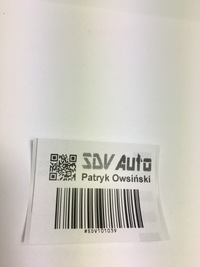 SDV Auto
Patryk Owsiński
#SDV101039